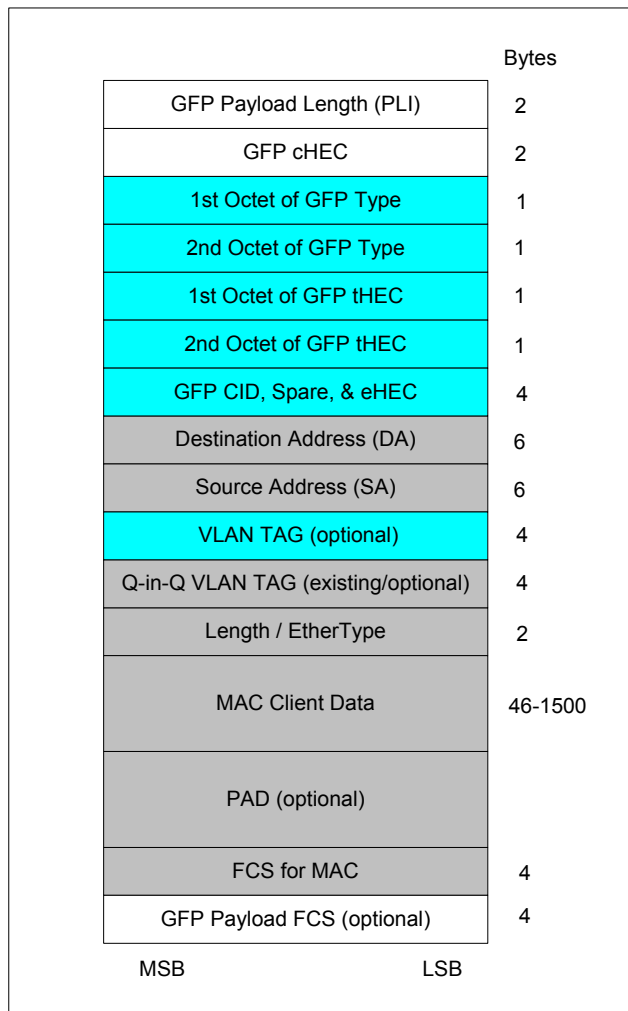 Bytes
GFP Payload Length (PLI) 2
GFP cHEC 2
1st Octet of GFP Type 1
2nd Octet of GFP Type 1
1st Octet of GFP tHEC 1
2nd Octet of GFP tHEC 1
GFP CID, Spare, & eHEC 4
Destination Address (DA) 6
Source Address (SA) 6
VLAN TAG (optional) 4
Q-in-Q VLAN TAG (existing/optional) 4
Length / EtherType 2
MAC Client Data 46-1500
PAD (optional)
FCS for MAC 4
GFP Payload FCS (optional) 4
MSB LSB